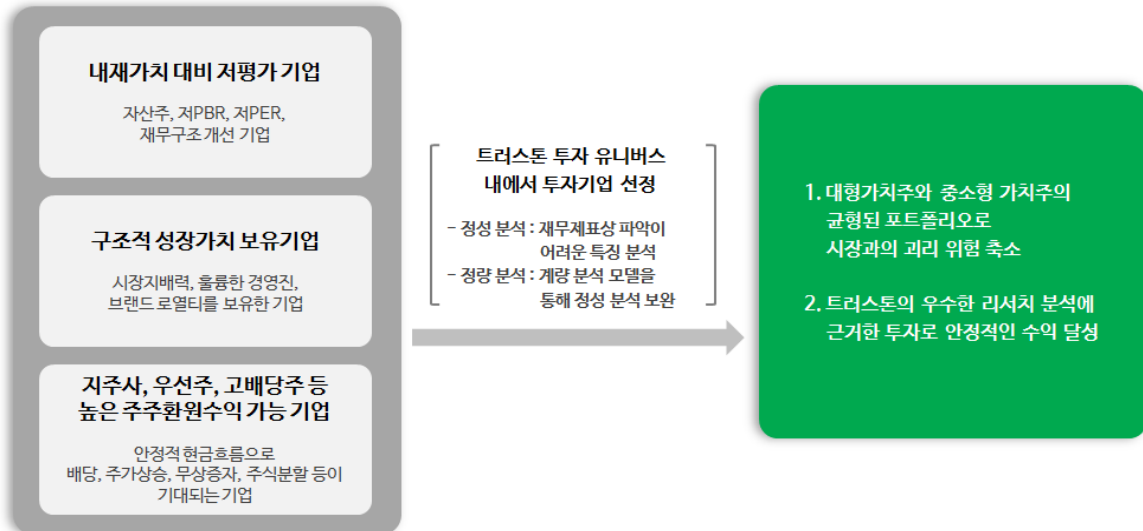 내재가치 대비 저평가 기업
자산주, 저PBR, 저PER,
재무구조 개선 기업
구조적 성장가치 보유기업
시장지배력, 훌륭한 경영진,
브랜드 로열티를 보유한 기업
지주사, 우선주, 고배당주 등
높은 주주환원수익 가능 기업
안정적 현금흐름으로
배당, 주가상승, 무상증자, 주식분할 등이
기대되는 기업
트러스톤 투자 유니버스
내에서 투자기업 선정
- 정성 분석 : 재무제표상 파악이
어려운 특징 분석
- 정량 분석 : 계량 분석 모델을
통해 정성 분석 보완
1. 대형가치주와 중소형 가치주의
균형된 포트폴리오로
시장과의 괴리 위험 축소
2. 트러스톤의 우수한 리서치 분석에
근거한 투자로 안정적인 수익 달성